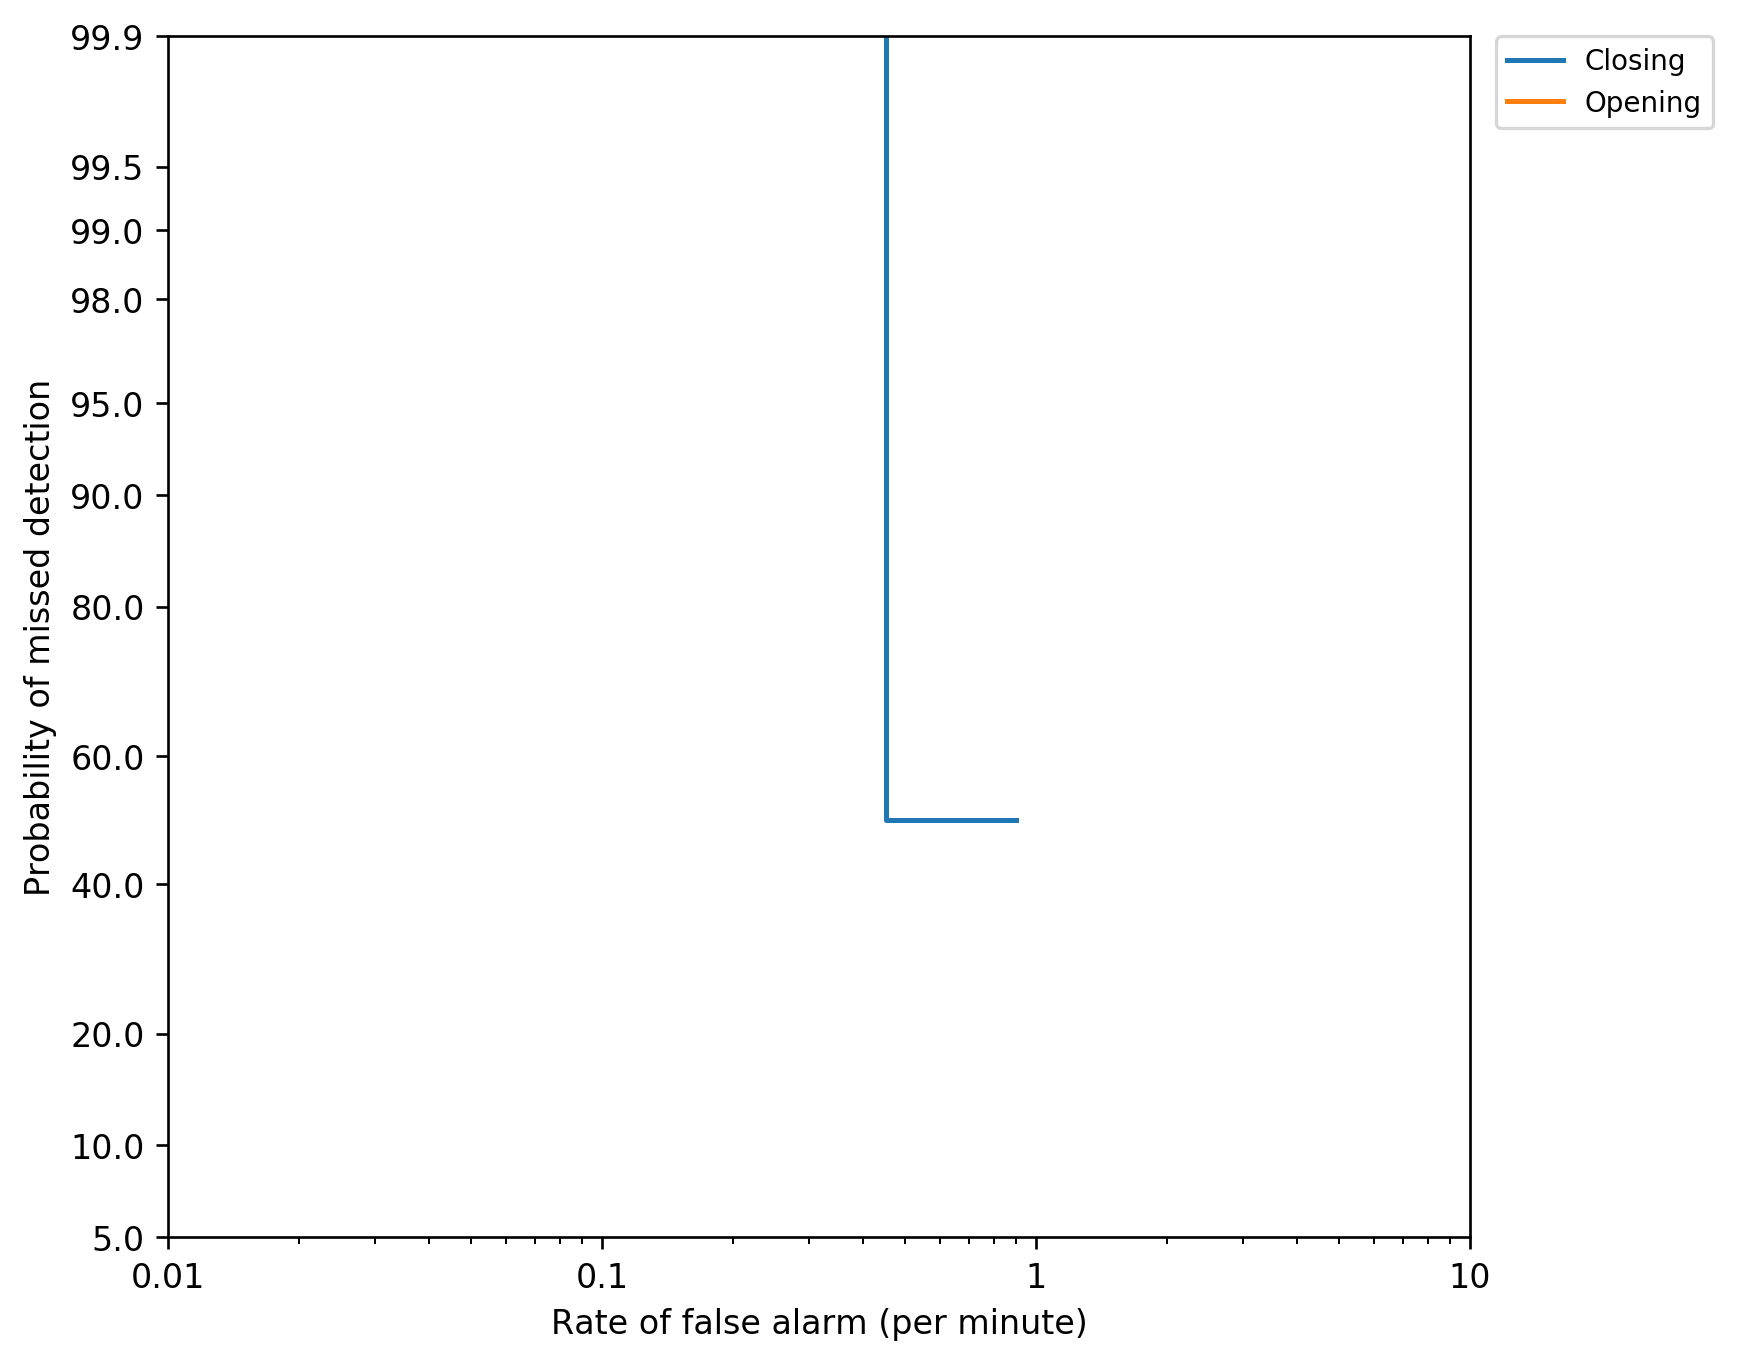 Closing
Opening
99.9
99.5
99.0
98.0
95.0
90.0
80.0
60.0
40.0
20.0
10.0
5.0
Probability of missed detection
0.01 0.1 1 10
Rate of false alarm (per minute)